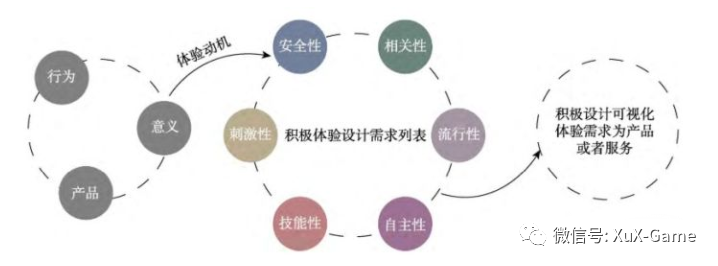 行为
意义
产品
体验动机
安全性
相关性
刺激性
积极体验设计需求列表
流行性
技能性
自主性
积极设计可视化
体验需求为产品
或者服务
微信号: XuX-Game